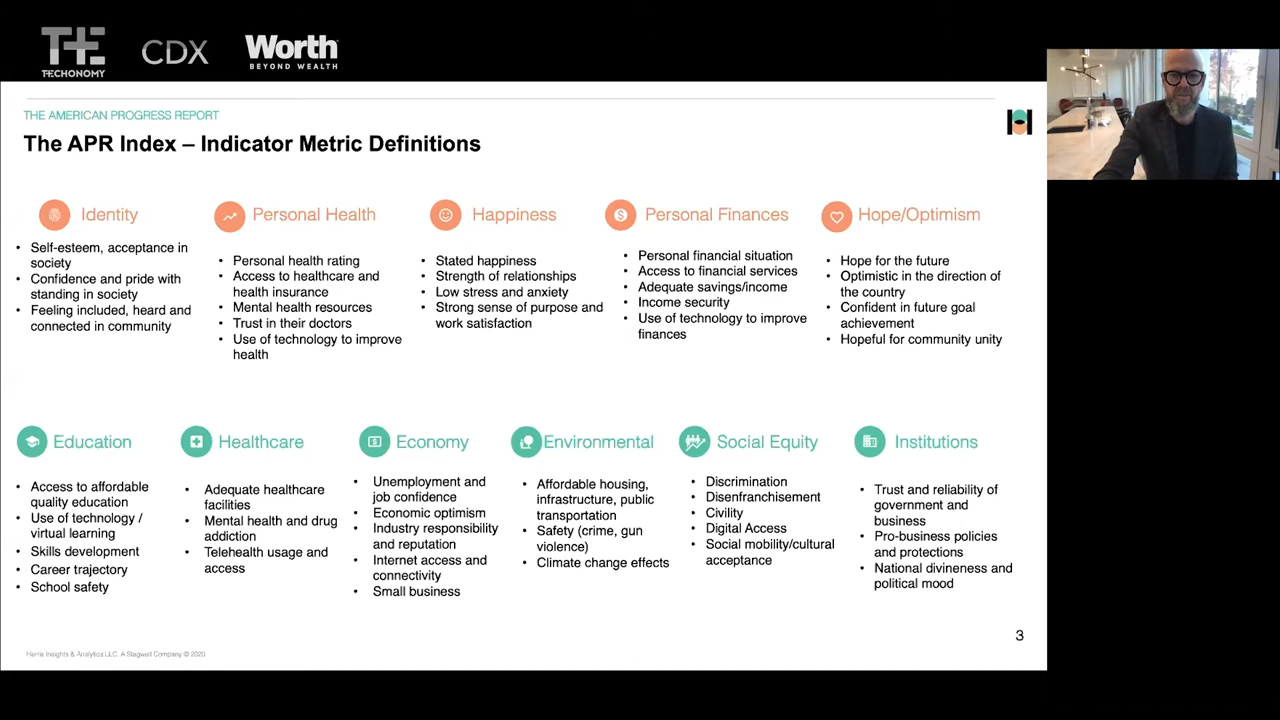 TECHONOMY
CDX
Worth
BEYOND WEALTH
THE AMERICAN PROGRESS REPORT
The APR Index – Indicator Metric Definitions
Identity
• Self-esteem, acceptance in
society
• Confidence and pride with
standing in society
• Feeling included, heard and
connected in community
Personal Health
• Personal health rating
• Access to healthcare and
health insurance
• Mental health resources
• Trust in their doctors
• Use of technology to improve
health
Happiness
• Stated happiness
• Strength of relationships
• Low stress and anxiety
• Strong sense of purpose and
work satisfaction
Personal Finances
• Personal financial situation
• Access to financial services
• Adequate savings/income
• Income security
• Use of technology to improve
finances
Hope/Optimism
• Hope for the future
• Optimistic in the direction of
the country
• Confident in future goal
achievement
• Hopeful for community unity
Education
• Access to affordable
quality education
• Use of technology /
virtual learning
• Skills development
• Career trajectory
• School safety
Healthcare
• Adequate healthcare
facilities
• Mental health and drug
addiction
• Telehealth usage and
access
Economy
• Unemployment and
job confidence
• Economic optimism
• Industry responsibility
and reputation
• Internet access and
connectivity
• Small business
Environmental
• Affordable housing,
infrastructure, public
transportation
• Safety (crime, gun
violence)
• Climate change effects
Social Equity
• Discrimination
• Disenfranchisement
• Civility
• Digital Access
• Social mobility/cultural
acceptance
Institutions
• Trust and reliability of
government and
business
• Pro-business policies
and protections
• National divineness and
political mood
3
Harris Insights & Analytics LLC, A Stagwell Company © 2020